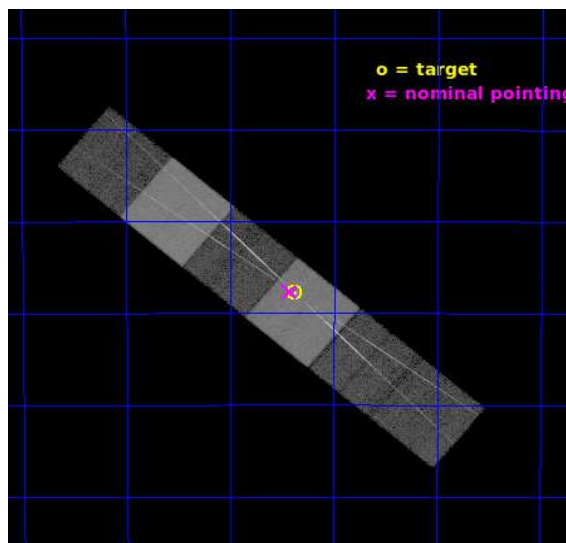 o = target
x = nominal pointing